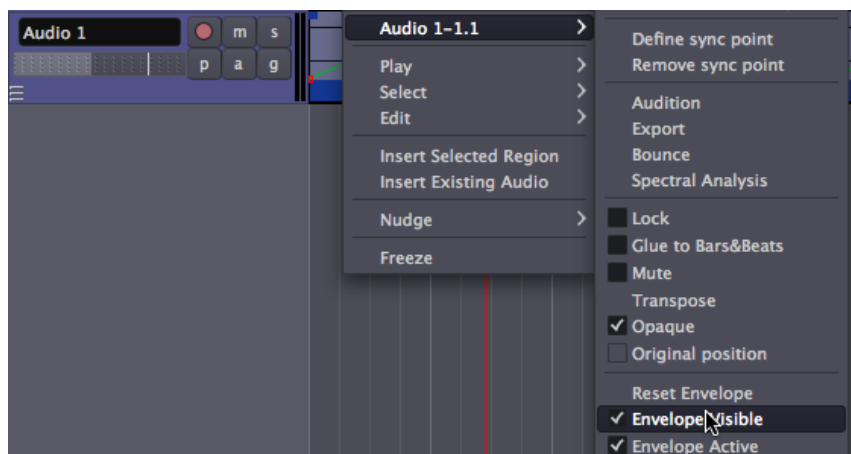 Audio 1
m
s
p
a
g
Audio 1-1.1
Play
Select
Edit
Insert Selected Region
Insert Existing Audio
Nudge
Freeze
Define sync point
Remove sync point
Audition
Export
Bounce
Spectral Analysis
Lock
Glue to Bars&Beats
Mute
Transpose
Opaque
Original position
Reset Envelope
Envelope Visible
Envelope Active